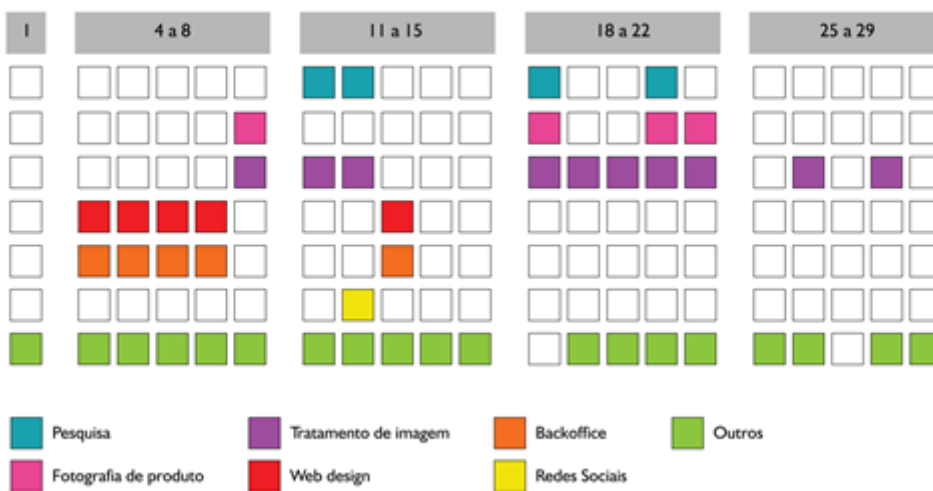 1
4 a 8
11 a 15
18 a 22
25 a 29
Pesquisa
Tratamento de imagem
Backoffice
Outros
Fotografia de produto
Web design
Redes Sociais